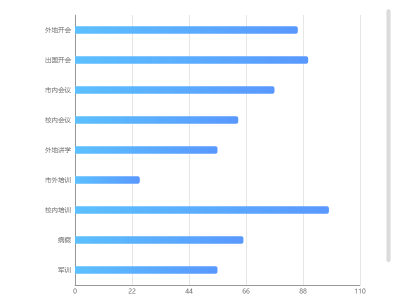 外地开会
出国开会
市内会议
校内会议
外地讲学
市外培训
校内培训
病假
军训
0 22 44 66 88 110